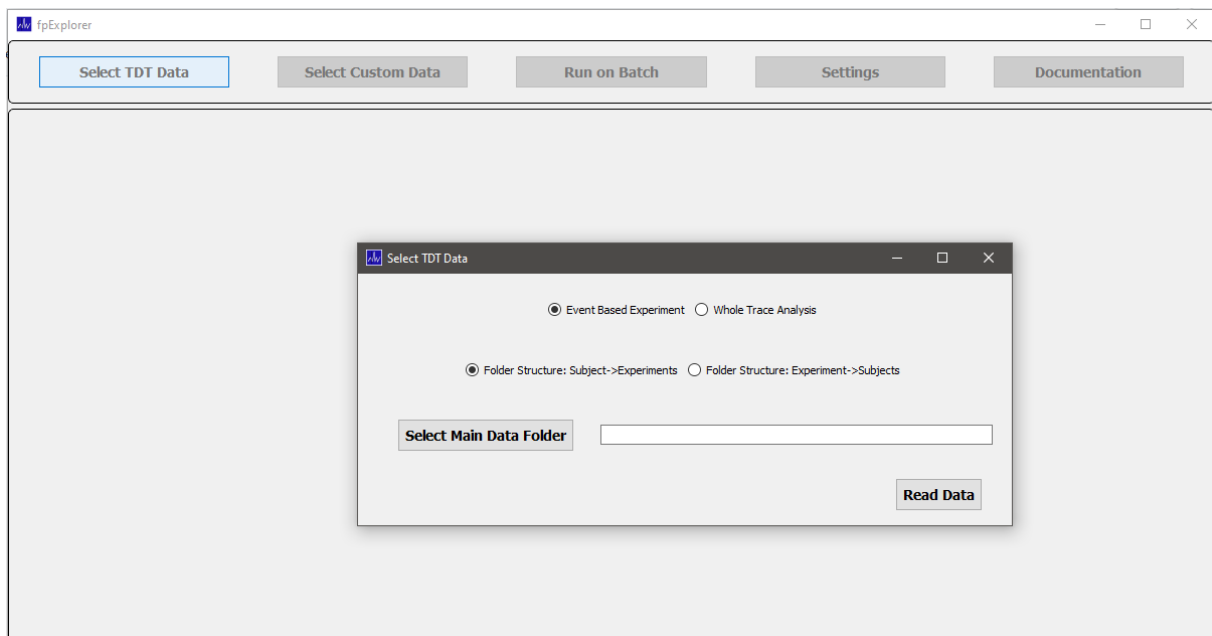 fpExplorer
Select TDT Data Select Custom Data Run on Batch Settings Documentation
Select TDT Data
Event Based Experiment Whole Trace Analysis
Folder Structure: Subject->Experiments Folder Structure: Experiment->Subjects
Select Main Data Folder
Read Data